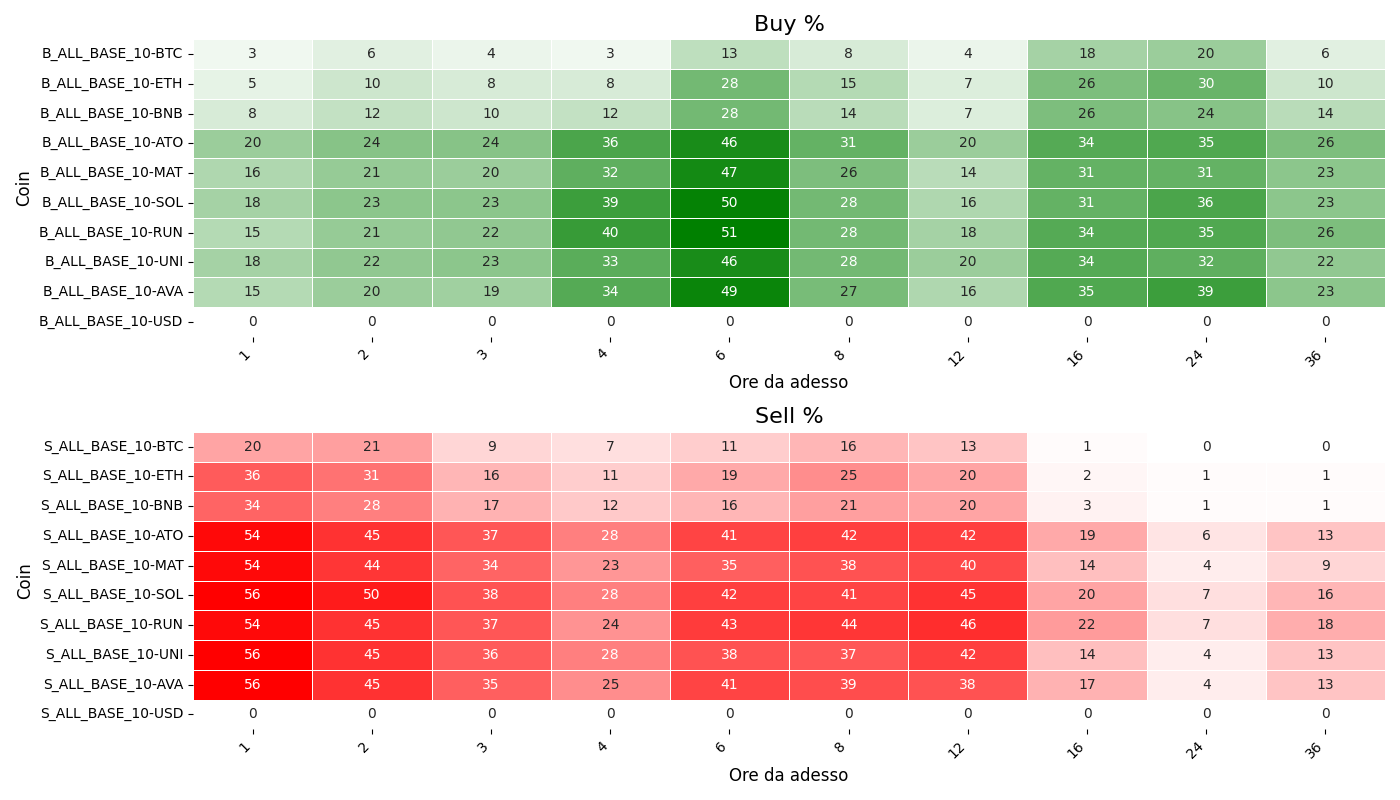 Buy %
Coin
B_ALL_BASE_10-BTC 3 6 4 3 13 8 4 18 20 6
B_ALL_BASE_10-ETH 5 10 8 8 28 15 7 26 30 10
B_ALL_BASE_10-BNB 8 12 10 12 28 14 7 26 24 14
B_ALL_BASE_10-ATO 20 24 24 36 46 31 20 34 35 26
B_ALL_BASE_10-MAT 16 21 20 32 47 26 14 31 31 23
B_ALL_BASE_10-SOL 18 23 23 39 50 28 16 31 36 23
B_ALL_BASE_10-RUN 15 21 22 40 51 28 18 34 35 26
B_ALL_BASE_10-UNI 18 22 23 33 46 28 20 34 32 22
B_ALL_BASE_10-AVA 15 20 19 34 49 27 16 35 39 23
B_ALL_BASE_10-USD 0 0 0 0 0 0 0 0 0 0
1 2 3 4 6 8 12 16 24 36
Ore da adesso
Sell %
Coin
S_ALL_BASE_10-BTC 20 21 9 7 11 16 13 1 0 0
S_ALL_BASE_10-ETH 36 31 16 11 19 25 20 2 1 1
S_ALL_BASE_10-BNB 34 28 17 12 16 21 20 3 1 1
S_ALL_BASE_10-ATO 54 45 37 28 41 42 42 19 6 13
S_ALL_BASE_10-MAT 54 44 34 23 35 38 40 14 4 9
S_ALL_BASE_10-SOL 56 50 38 28 42 41 45 20 7 16
S_ALL_BASE_10-RUN 54 45 37 24 43 44 46 22 7 18
S_ALL_BASE_10-UNI 56 45 36 28 38 37 42 14 4 13
S_ALL_BASE_10-AVA 56 45 35 25 41 39 38 17 4 13
S_ALL_BASE_10-USD 0 0 0 0 0 0 0 0 0 0
1 2 3 4 6 8 12 16 24 36
Ore da adesso